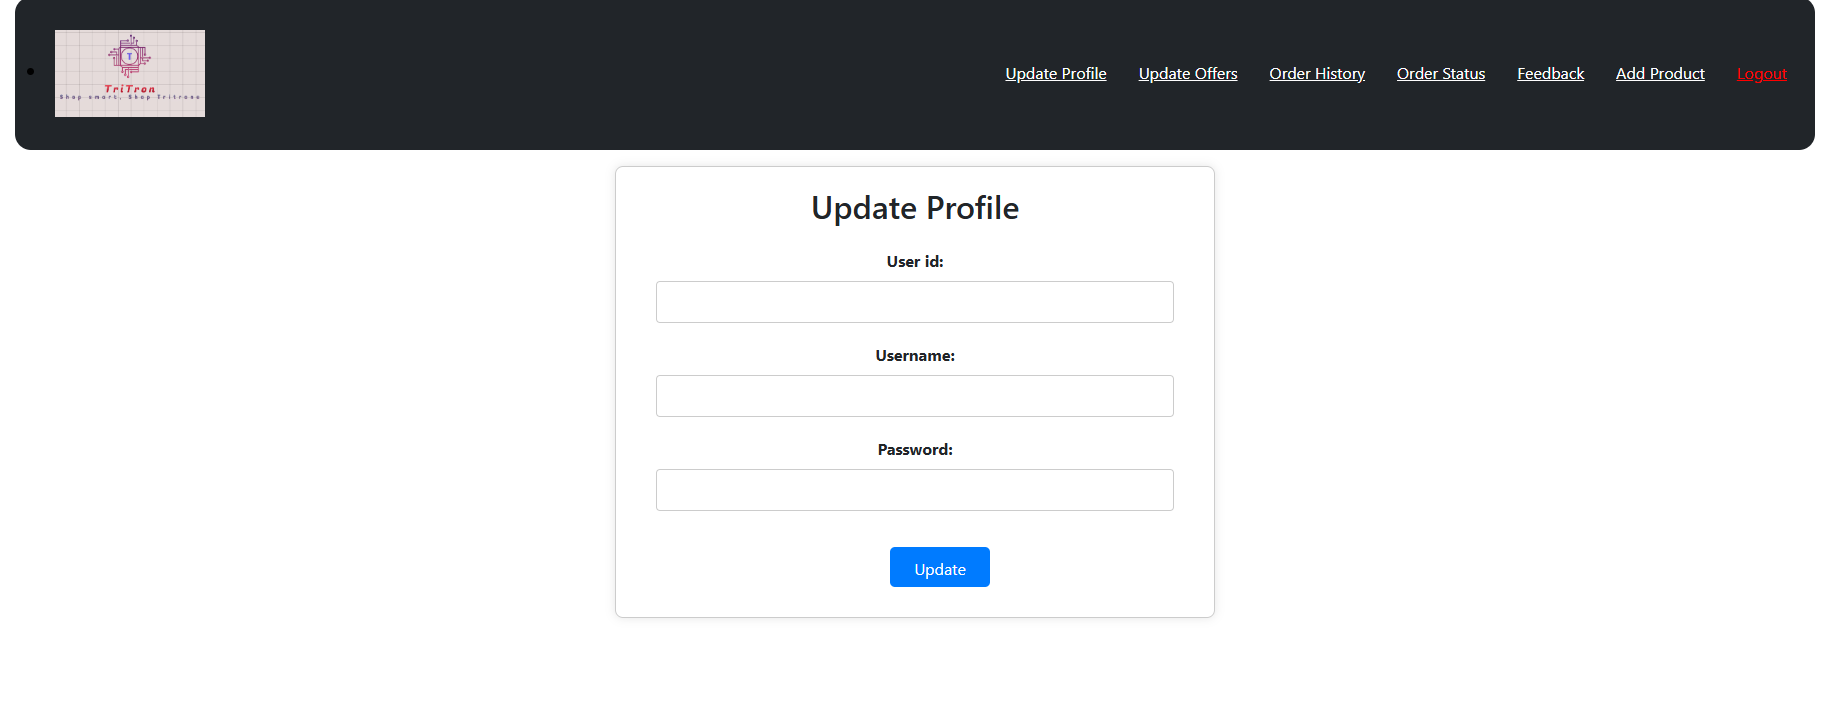 T
TriTron
Shop smart, Shop Tritrons
Update Profile
Update Offers
Order History
Order Status
Feedback
Add Product
Logout
Update Profile
User id:
Username:
Password:
Update